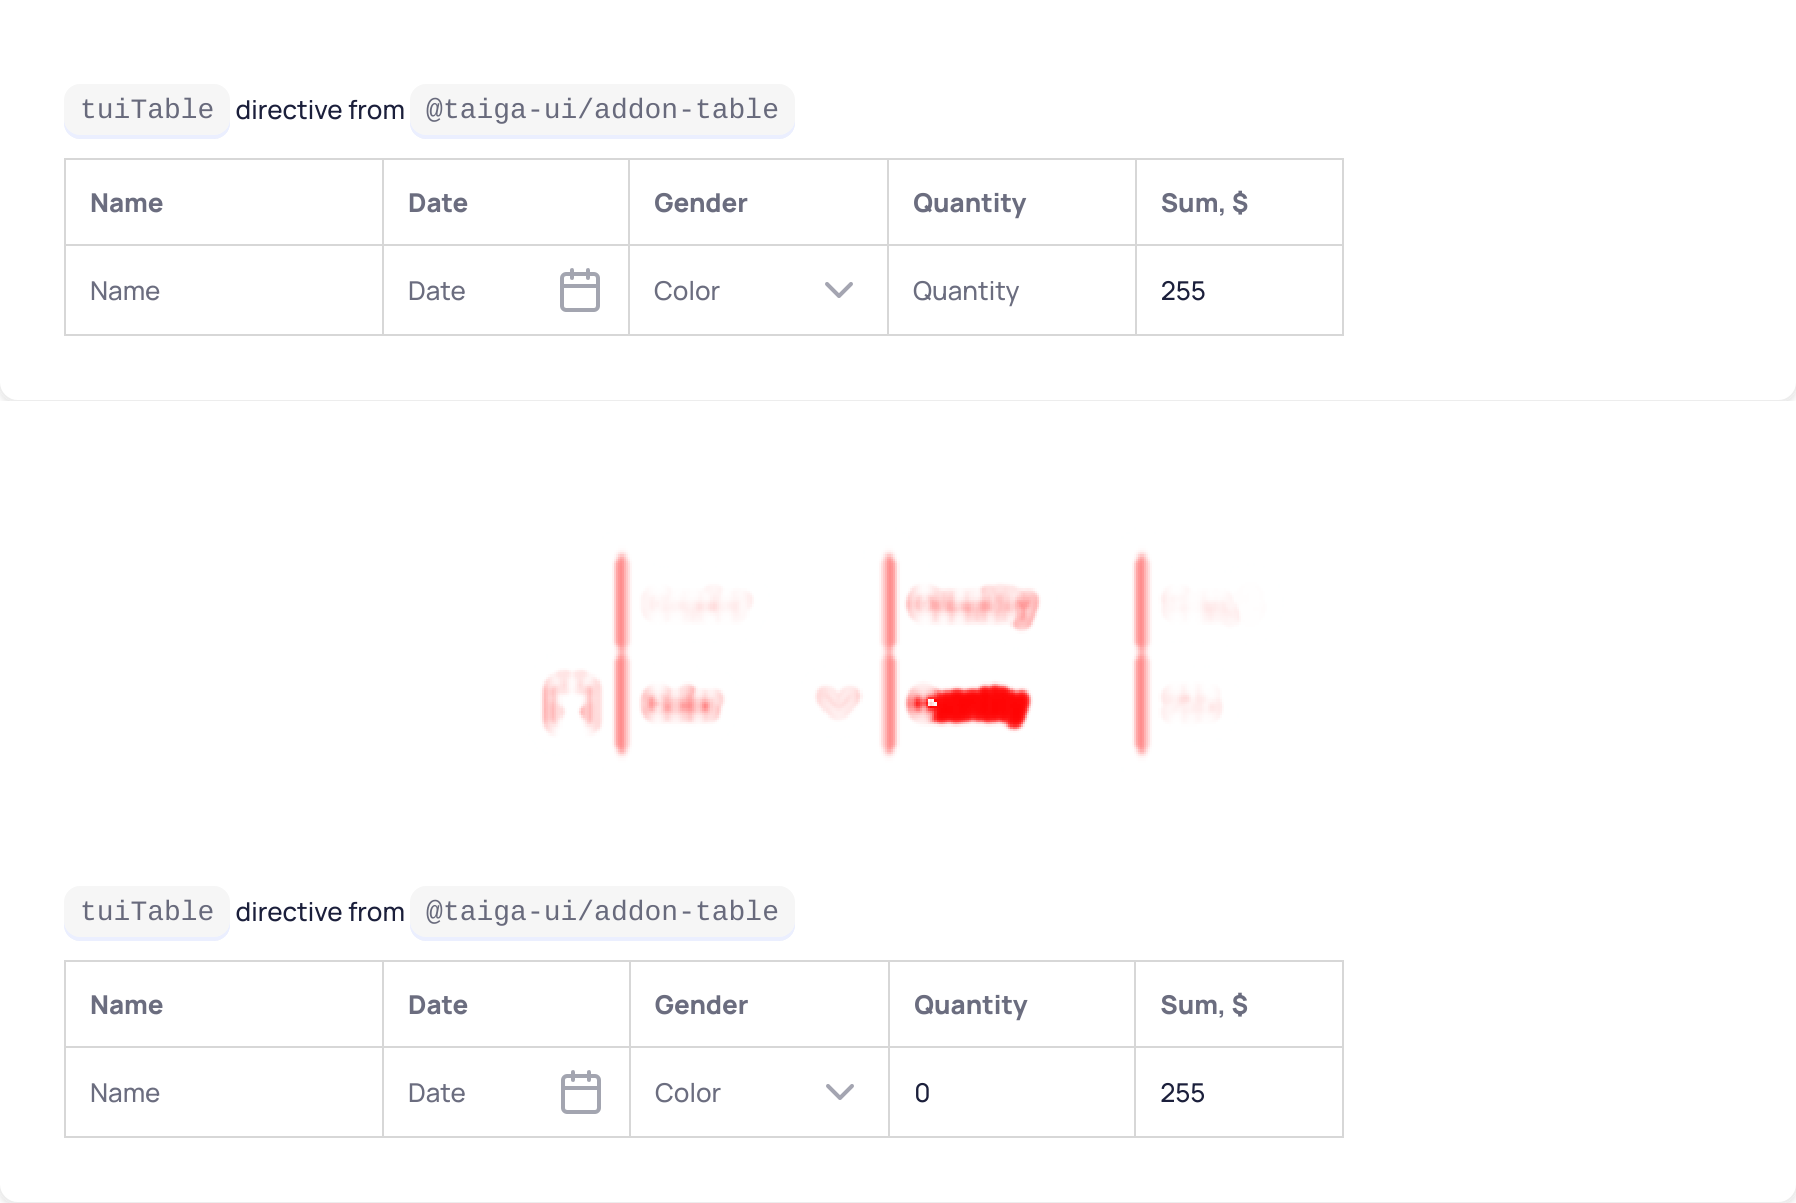 tuiTable directive from @taiga-ui/addon-table
Name Date Gender Quantity Sum, $
Name Date Color Quantity 255
tuiTable directive from @taiga-ui/addon-table
Name Date Gender Quantity Sum, $
Name Date Color 0 255